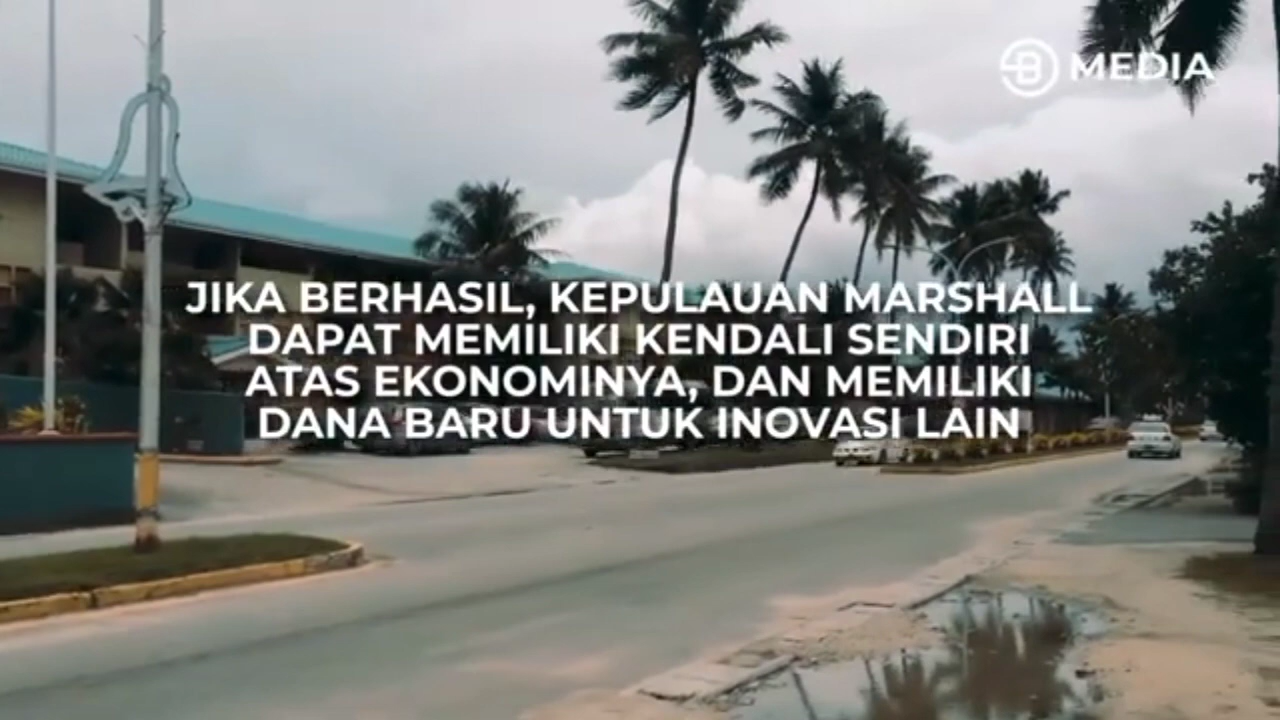 MEDIA
JIKA BERHASIL, KEPULAUAN MARSHALL
DAPAT MEMILIKI KENDALI SENDIRI
ATAS EKONOMINYA, DAN MEMILIKI
DANA BARU UNTUK INOVASI LAIN